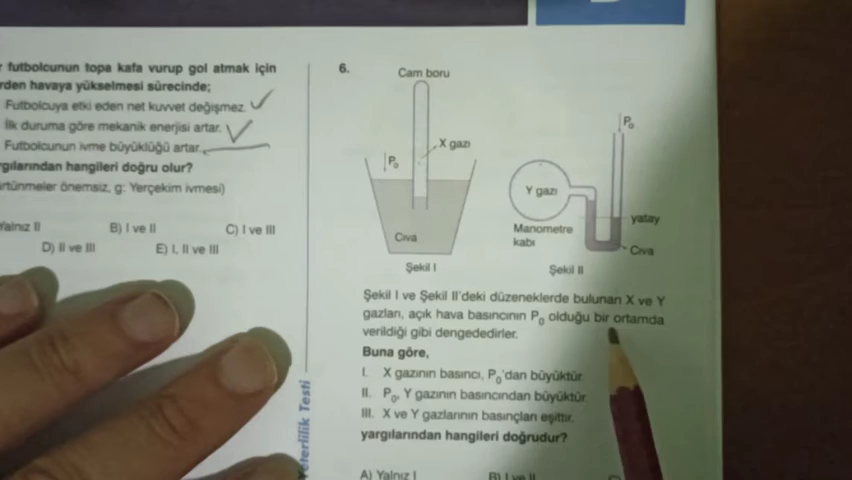 futbolcunun topa kafa vurup gol atmak için
rden havaya yükselmesi sürecinde;
Futbolcuya etki eden net kuvvet değişmez.
İlk duruma göre mekanik enerjisi artar.
Futbolcunun ivme büyüklüğü artar.
rgılarından hangileri doğru olur?
rtünmeler önemsiz, g: Yerçekim ivmesi)
Yalnız II
B) I ve II
C) I ve III
D) II ve III
E) I, II ve III
Yeterlilik Testi
6.
Cam boru
X gazı
P₀
Cıva
Şekil I
P₀
Y gazı
yatay
Manometre
kabı
Cıva
Şekil II
Şekil I ve Şekil II'deki düzeneklerde bulunan X ve Y
gazları, açık hava basıncının P₀ olduğu bir ortamda
verildiği gibi dengededirler.
Buna göre,
I. X gazının basıncı, P₀'dan büyüktür.
II. P₀, Y gazının basıncından büyüktür.
III. X ve Y gazlarının basınçları eşittir.
yargılarından hangileri doğrudur?
A) Yalnız I
B) I ve II